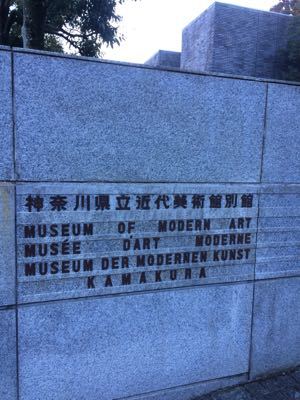 神奈川県立近代美術館別館
MUSEUM OF MODERN ART
MUSÉE D'ART MODERNE
MUSEUM DER MODERNEN KUNST
KAMAKURA